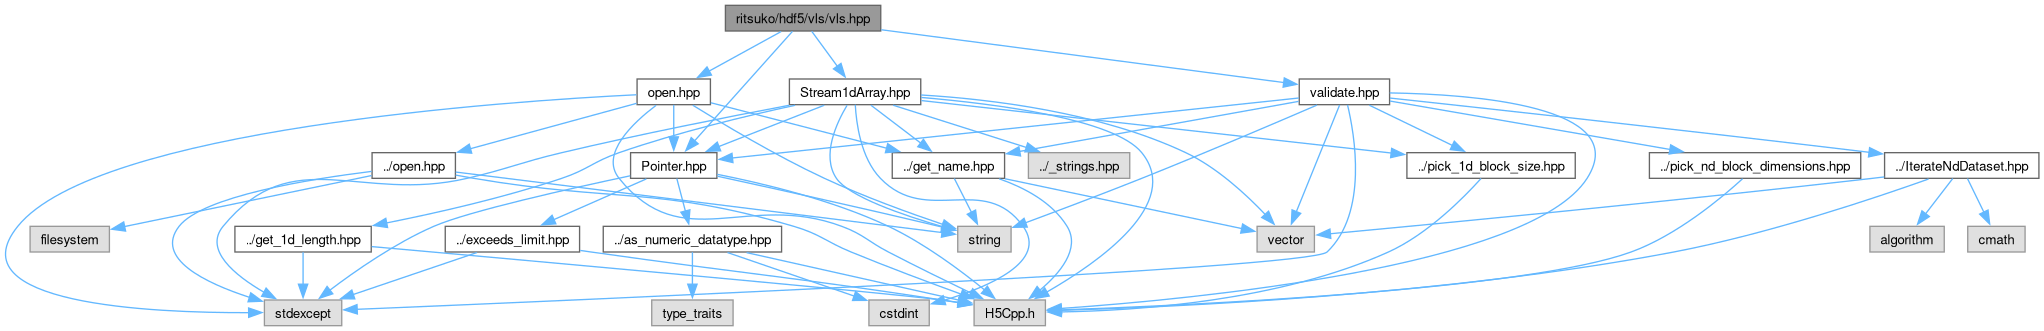 ritsuko/hdf5/vls/vls.hpp
open.hpp
Stream1dArray.hpp
validate.hpp
../open.hpp
Pointer.hpp
../get_name.hpp
../_strings.hpp
../pick_1d_block_size.hpp
../pick_nd_block_dimensions.hpp
../IterateNdDataset.hpp
filesystem
../get_1d_length.hpp
../exceeds_limit.hpp
../as_numeric_datatype.hpp
string
vector
algorithm
cmath
stdexcept
type_traits
cstdint
H5Cpp.h